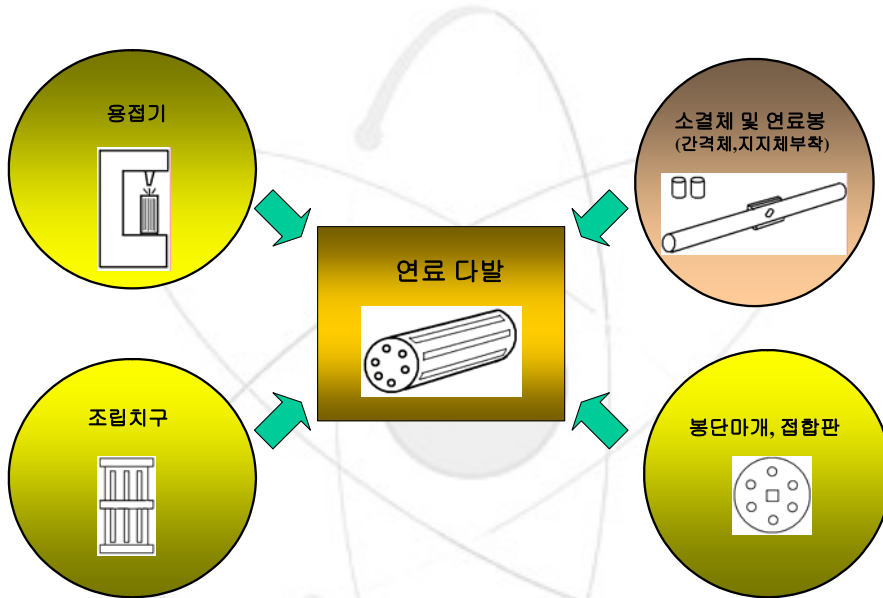 용접기
소결체 및 연료봉
(간격체,지지체부착)
연료 다발
조립치구
봉단마개, 접합판